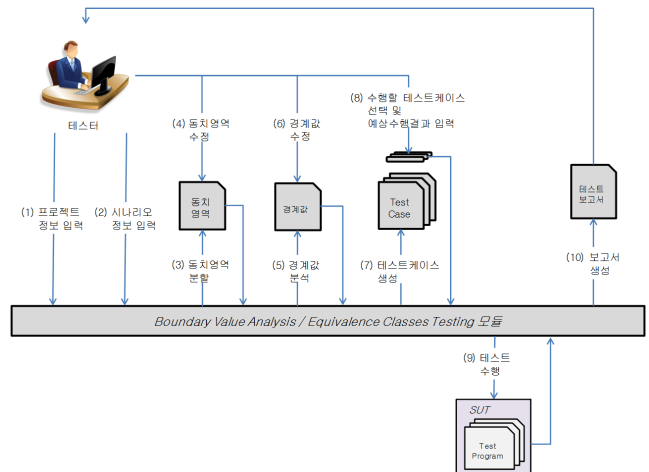 테스터
(1) 프로젝트
정보 입력
(2) 시나리오
정보 입력
(4) 동치영역
수정
동치
영역
(3) 동치영역
분할
(6) 경계값
수정
경계값
(5) 경계값
분석
(8) 수행할 테스트케이스
선택 및
예상수행결과 입력
Test
Case
(7) 테스트케이스
생성
테스트
보고서
(10) 보고서
생성
Boundary Value Analysis / Equivalence Classes Testing 모듈
(9) 테스트
수행
SUT
Test
Program